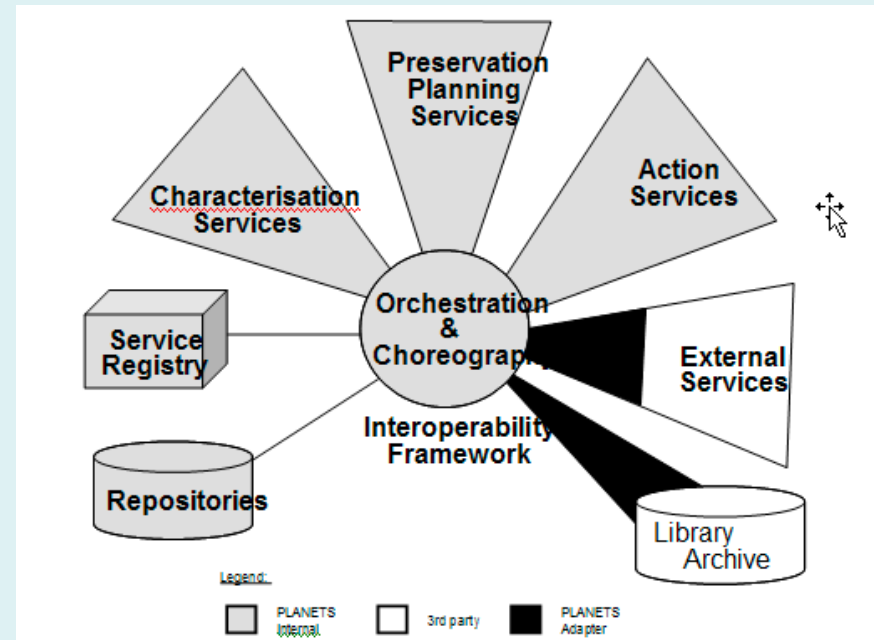 Preservation
Planning
Services
Action
Services
Characterisation
Services
Orchestration
&
Choreography
Service
Registry
External
Services
Interoperability
Framework
Repositories
Library
Archive
Legend:
PLANETS
Internal
3rd party
PLANETS
Adapter